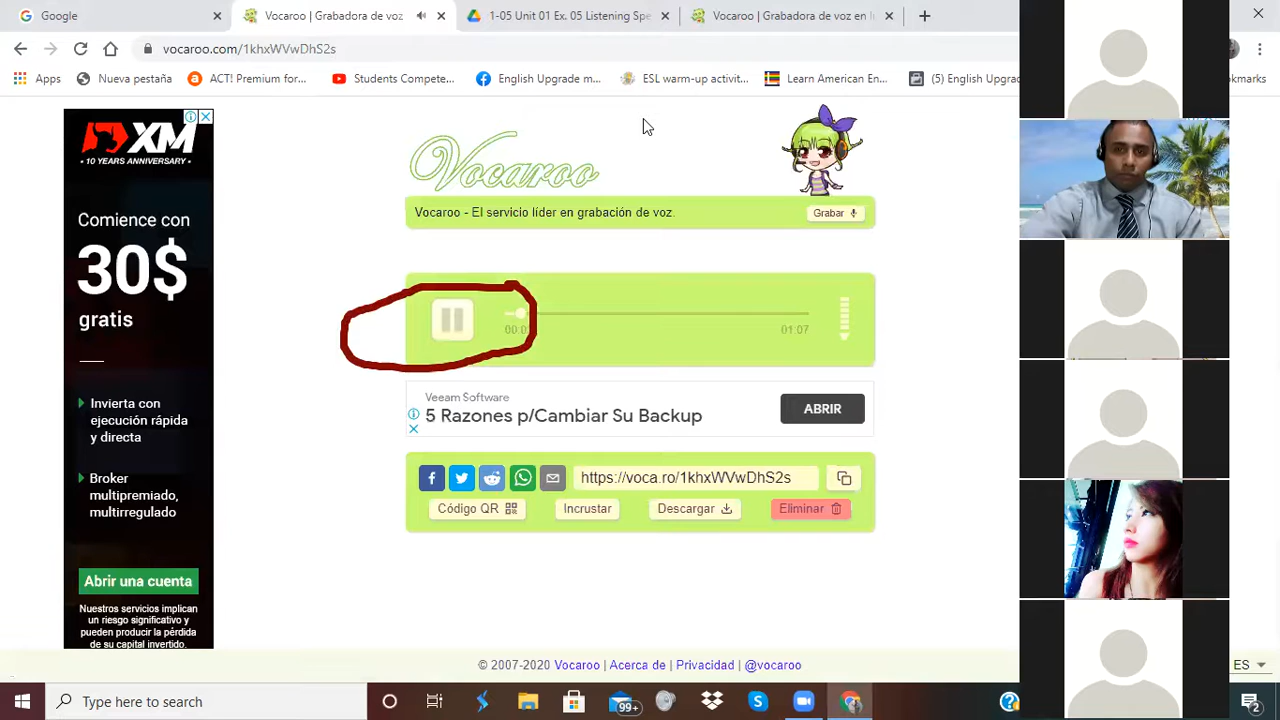 Google
Vocaroo | Grabadora de voz
1-05 Unit 01 Ex. 05 Listening Spe
Vocaroo | Grabadora de voz en lí
vocaroo.com/1khxWVwDhS2s
Apps
Nueva pestaña
ACT! Premium for...
Students Compete...
English Upgrade m...
ESL warm-up activit...
Learn American En...
(5) English Upgra
okmarks
XM
10 YEARS ANNIVERSARY
Comience con
30$
gratis
Invierta con
ejecución rápida
y directa
Broker
multipremiado,
multirregulado
Abrir una cuenta
Nuestros servicios implican
un riesgo significativo y
pueden producir la pérdida
de su capital invertido.
Vocaroo
Vocaroo - El servicio líder en grabación de voz.
Grabar
00:0
01:07
Veeam Software
5 Razones p/Cambiar Su Backup
ABRIR
https://voca.ro/1khxWVwDhS2s
Código QR
Incrustar
Descargar
Eliminar
© 2007-2020 Vocaroo | Acerca de | Privacidad | @vocaroo
ES
Type here to search
99+
2